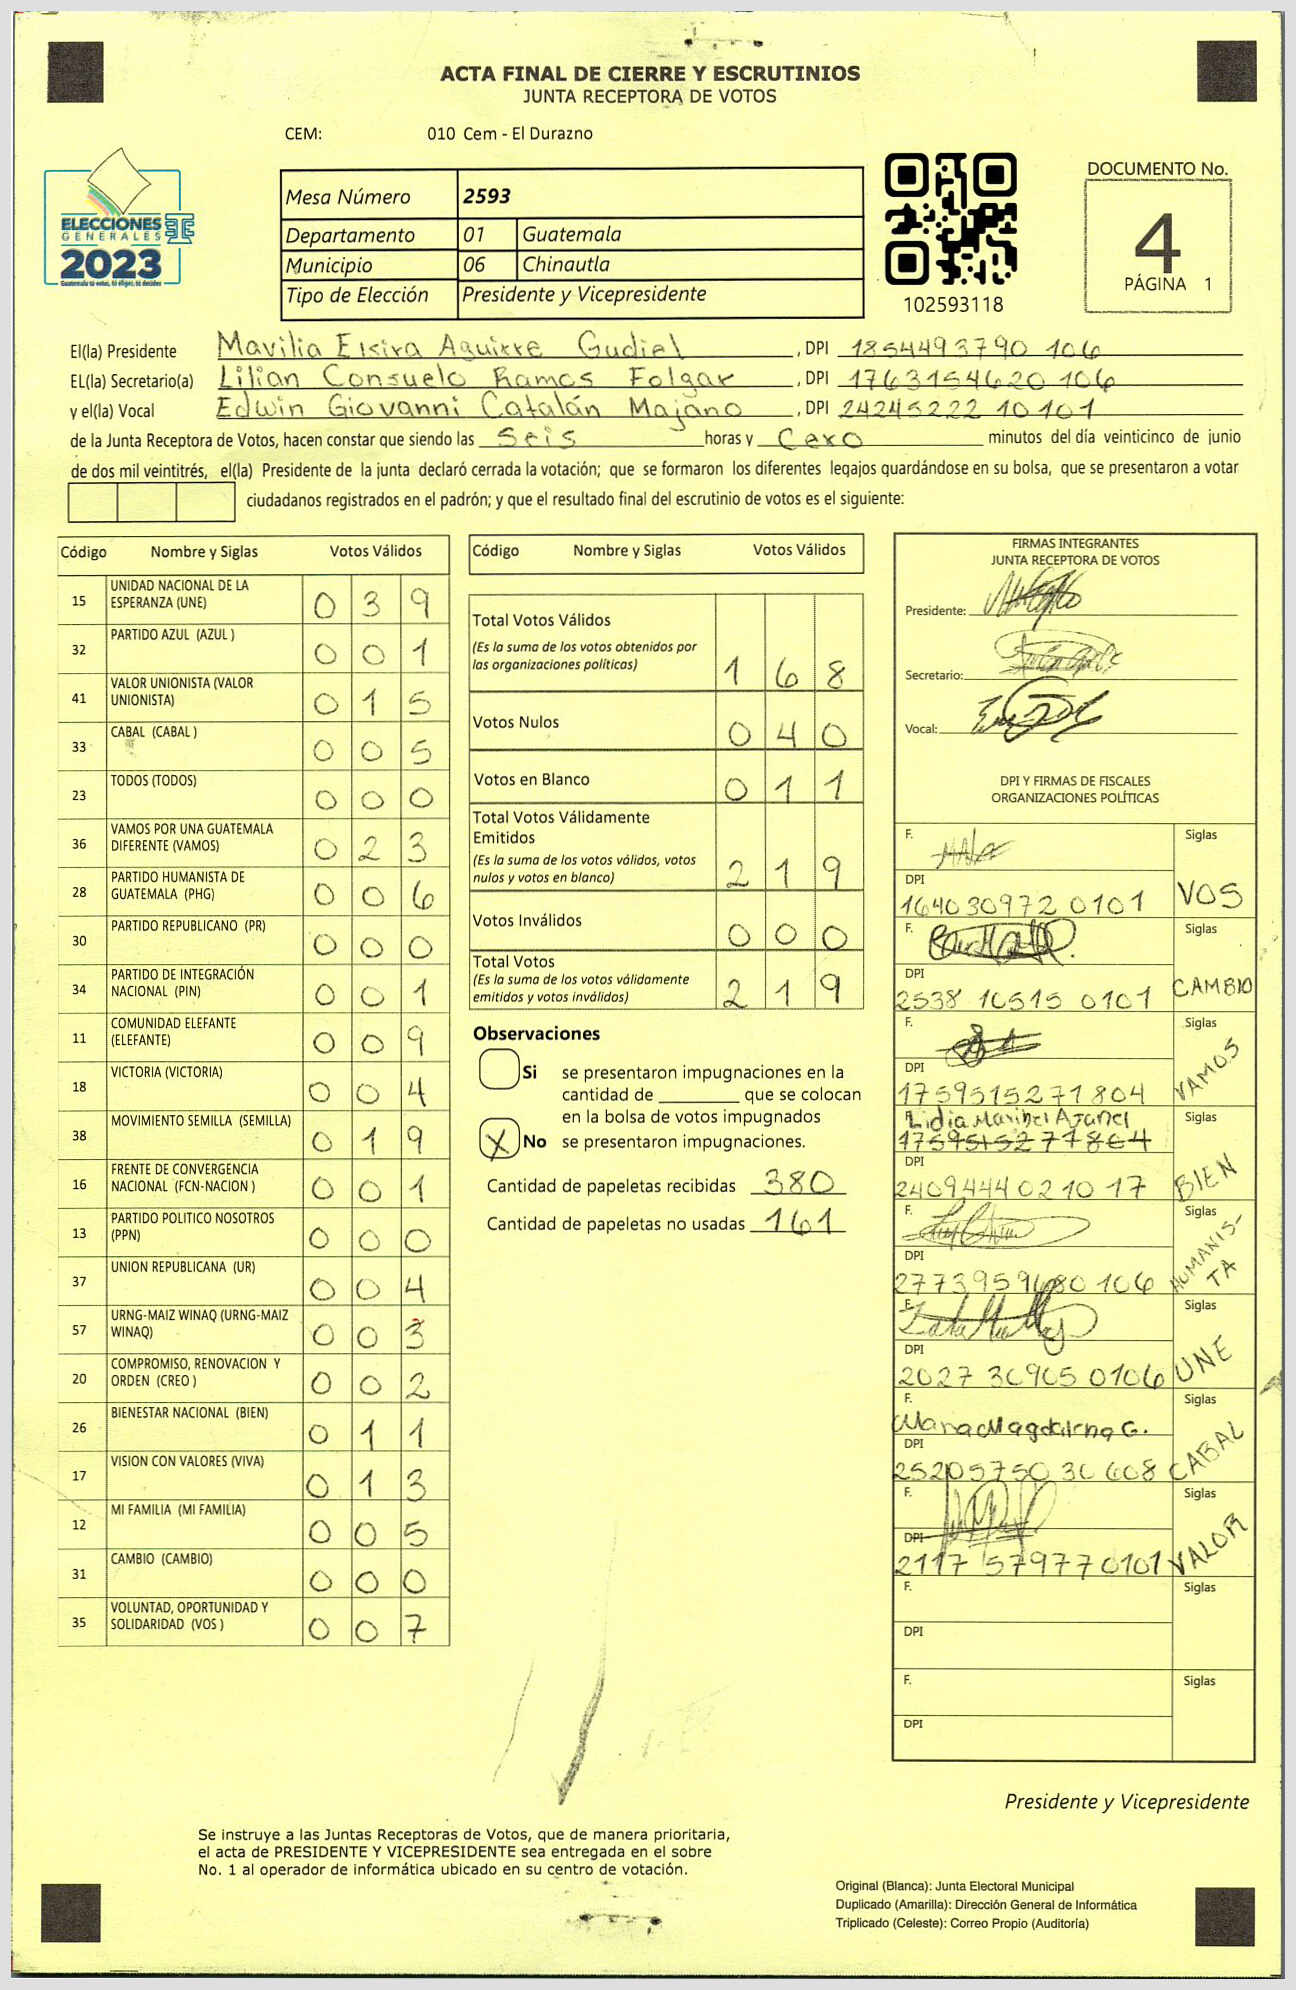 ACTA FINAL DE CIERRE Y ESCRUTINIOS
JUNTA RECEPTORA DE VOTOS
CEM: 010 Cem - El Durazno
ELECCIONES
GENERALES
2023
Guatemala tú votas, tú eliges, tú decides
Mesa Número 2593
Departamento 01 Guatemala
Municipio 06 Chinautla
Tipo de Elección Presidente y Vicepresidente
102593118
DOCUMENTO No.
4
PÁGINA 1
El(la) Presidente Mavilia Elvira Aguirre Gudiel , DPI 1854493790 106
EL(la) Secretario(a) Lilian Consuelo Ramos Folgar , DPI 1763154620 106
y el(la) Vocal Edwin Giovanni Catalán Majano , DPI 24245222 10101
de la Junta Receptora de Votos, hacen constar que siendo las Seis horas y Cero minutos del día veinticinco de junio
de dos mil veintitrés, el(la) Presidente de la junta declaró cerrada la votación; que se formaron los diferentes legajos guardándose en su bolsa, que se presentaron a votar
ciudadanos registrados en el padrón; y que el resultado final del escrutinio de votos es el siguiente:
Código Nombre y Siglas Votos Válidos
15 UNIDAD NACIONAL DE LA ESPERANZA (UNE) 0 3 9
32 PARTIDO AZUL (AZUL ) 0 0 1
41 VALOR UNIONISTA (VALOR UNIONISTA) 0 1 5
33 CABAL (CABAL ) 0 0 5
23 TODOS (TODOS) 0 0 0
36 VAMOS POR UNA GUATEMALA DIFERENTE (VAMOS) 0 2 3
28 PARTIDO HUMANISTA DE GUATEMALA (PHG) 0 0 6
30 PARTIDO REPUBLICANO (PR) 0 0 0
34 PARTIDO DE INTEGRACIÓN NACIONAL (PIN) 0 0 1
11 COMUNIDAD ELEFANTE (ELEFANTE) 0 0 9
18 VICTORIA (VICTORIA) 0 0 4
38 MOVIMIENTO SEMILLA (SEMILLA) 0 1 9
16 FRENTE DE CONVERGENCIA NACIONAL (FCN-NACION ) 0 0 1
13 PARTIDO POLITICO NOSOTROS (PPN) 0 0 0
37 UNION REPUBLICANA (UR) 0 0 4
57 URNG-MAIZ WINAQ (URNG-MAIZ WINAQ) 0 0 3
20 COMPROMISO, RENOVACION Y ORDEN (CREO ) 0 0 2
26 BIENESTAR NACIONAL (BIEN) 0 1 1
17 VISION CON VALORES (VIVA) 0 1 3
12 MI FAMILIA (MI FAMILIA) 0 0 5
31 CAMBIO (CAMBIO) 0 0 0
35 VOLUNTAD, OPORTUNIDAD Y SOLIDARIDAD (VOS ) 0 0 7
Código Nombre y Siglas Votos Válidos
Total Votos Válidos
(Es la suma de los votos obtenidos por
las organizaciones políticas) 1 6 8
Votos Nulos 0 4 0
Votos en Blanco 0 1 1
Total Votos Válidamente
Emitidos
(Es la suma de los votos válidos, votos
nulos y votos en blanco) 2 1 9
Votos Inválidos 0 0 0
Total Votos
(Es la suma de los votos válidamente
emitidos y votos inválidos) 2 1 9
Observaciones
Si se presentaron impugnaciones en la
cantidad de ________ que se colocan
en la bolsa de votos impugnados
X No se presentaron impugnaciones.
Cantidad de papeletas recibidas 380
Cantidad de papeletas no usadas 161
FIRMAS INTEGRANTES
JUNTA RECEPTORA DE VOTOS
Presidente:
Secretario:
Vocal:
DPI Y FIRMAS DE FISCALES
ORGANIZACIONES POLÍTICAS
F. Siglas
DPI
164030972 0101 VOS
F. Siglas
DPI
2538 10515 0101 CAMBIO
F. Siglas
DPI
1759515271804 VAMOS
F. Lidia Maribel Ajanel Siglas
1759515271804
DPI
2409444021017 BIEN
F. Siglas
DPI
2773959680106 HUMANIS-
TA
F. Siglas
DPI
2027 30905 0106 UNE
F. Siglas
Maria Magdalena G.
DPI
2520575030608 CABAL
F. Siglas
DPI
2117 579770101 VALOR
F. Siglas
DPI
F. Siglas
DPI
Presidente y Vicepresidente
Se instruye a las Juntas Receptoras de Votos, que de manera prioritaria,
el acta de PRESIDENTE Y VICEPRESIDENTE sea entregada en el sobre
No. 1 al operador de informática ubicado en su centro de votación.
Original (Blanca): Junta Electoral Municipal
Duplicado (Amarilla): Dirección General de Informática
Triplicado (Celeste): Correo Propio (Auditoría)